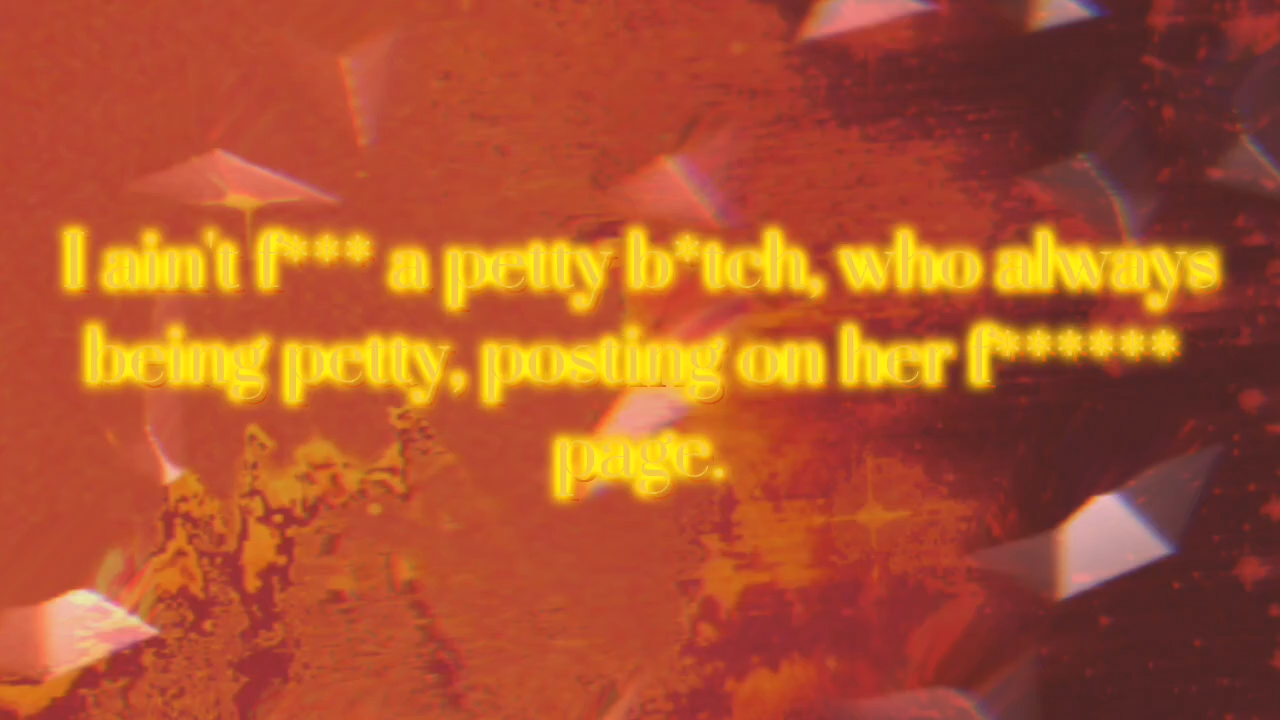 I ain't f*** a petty b*tch, who always
being petty, posting on her f******
page.